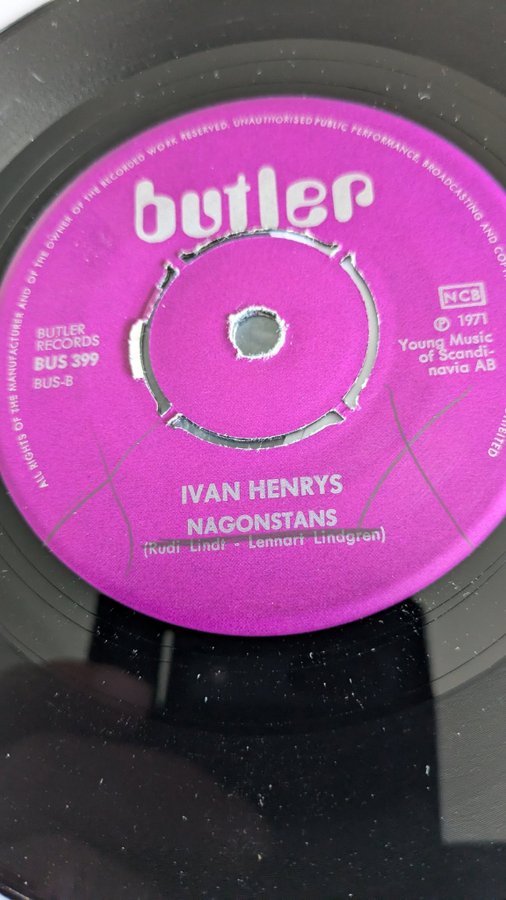 ALL RIGHTS OF THE MANUFACTURER AND OF THE OWNER OF THE RECORDED WORK RESERVED. UNAUTHORISED PUBLIC PERFORMANCE, BROADCASTING AND COPY
butler
BUTLER
RECORDS
BUS 399
BUS-B
NCB
℗ 1971
Young Music
of Scandi-
navia AB
IVAN HENRYS
NAGONSTANS
(Rudi Lindt - Lennart Lindgren)